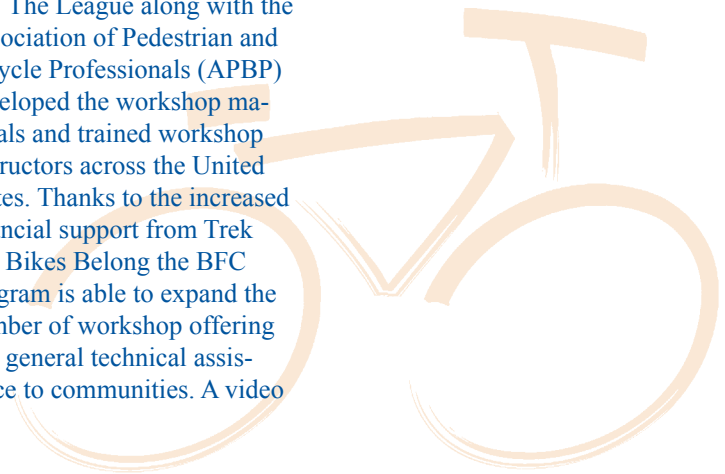 The League along with the
ociation of Pedestrian and
ycle Professionals (APBP)
eloped the workshop ma-
als and trained workshop
ructors across the United
tes. Thanks to the increased
ncial support from Trek
Bikes Belong the BFC
gram is able to expand the
nber of workshop offering
general technical assis-
ce to communities. A video